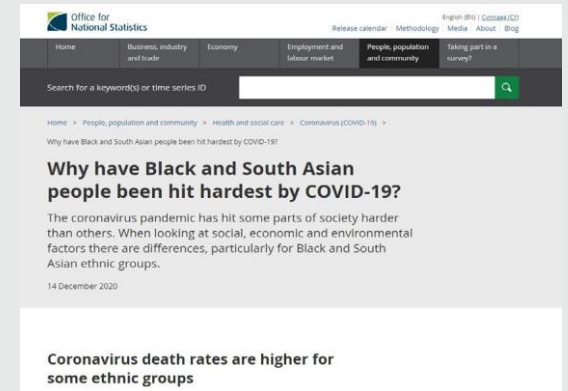 Office for
National Statistics
English (EN) | Cymraeg (CY)
Release calendar Methodology Media About Blog
Home Business, industry and trade Economy Employment and labour market People, population and community Taking part in a survey?
Search for a keyword(s) or time series ID
Home > People, population and community > Health and social care > Coronavirus (COVID-19) >
Why have Black and South Asian people been hit hardest by COVID-19?
Why have Black and South Asian
people been hit hardest by COVID-19?
The coronavirus pandemic has hit some parts of society harder
than others. When looking at social, economic and environmental
factors there are differences, particularly for Black and South
Asian ethnic groups.
14 December 2020
Coronavirus death rates are higher for
some ethnic groups